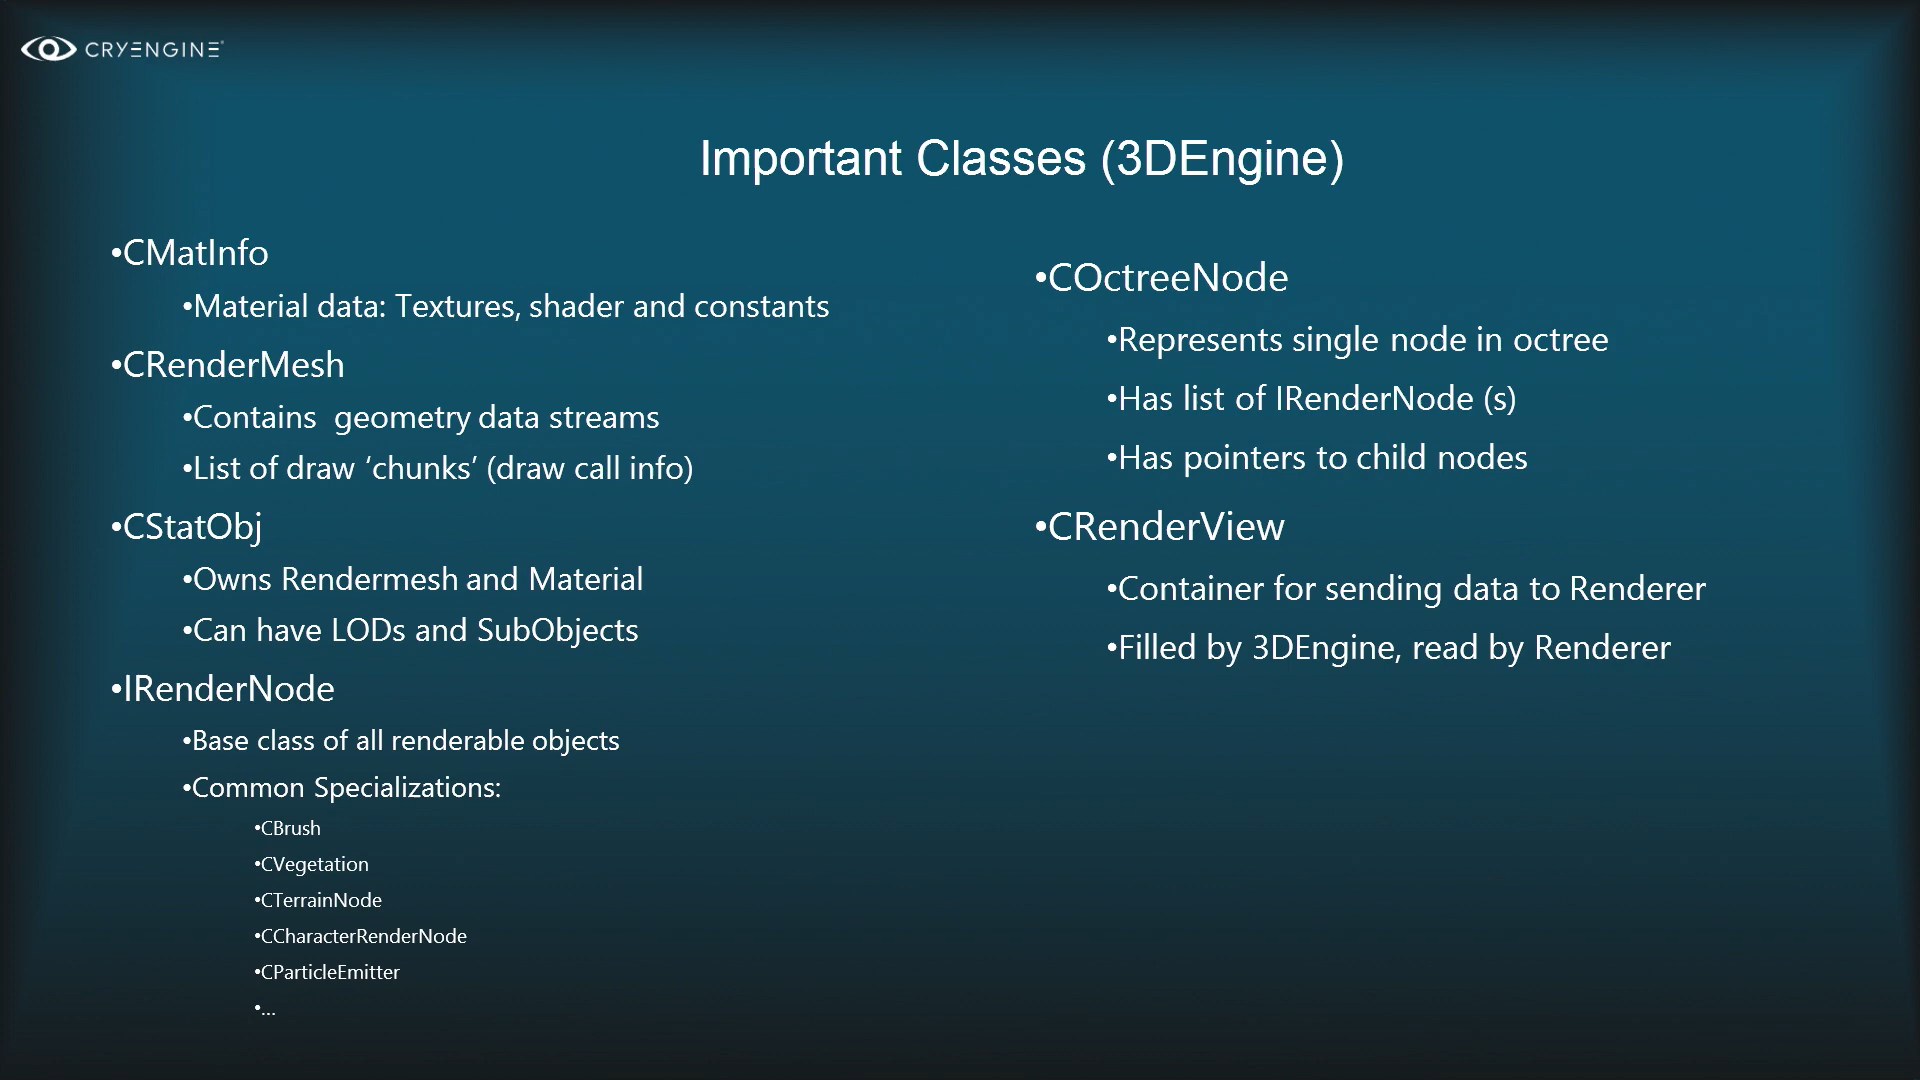 CRYENGINE
Important Classes (3DEngine)
•CMatInfo
•Material data: Textures, shader and constants
•CRenderMesh
•Contains  geometry data streams
•List of draw ‘chunks’ (draw call info)
•CStatObj
•Owns Rendermesh and Material
•Can have LODs and SubObjects
•IRenderNode
•Base class of all renderable objects
•Common Specializations:
•CBrush
•CVegetation
•CTerrainNode
•CCharacterRenderNode
•CParticleEmitter
•...
•COctreeNode
•Represents single node in octree
•Has list of IRenderNode (s)
•Has pointers to child nodes
•CRenderView
•Container for sending data to Renderer
•Filled by 3DEngine, read by Renderer